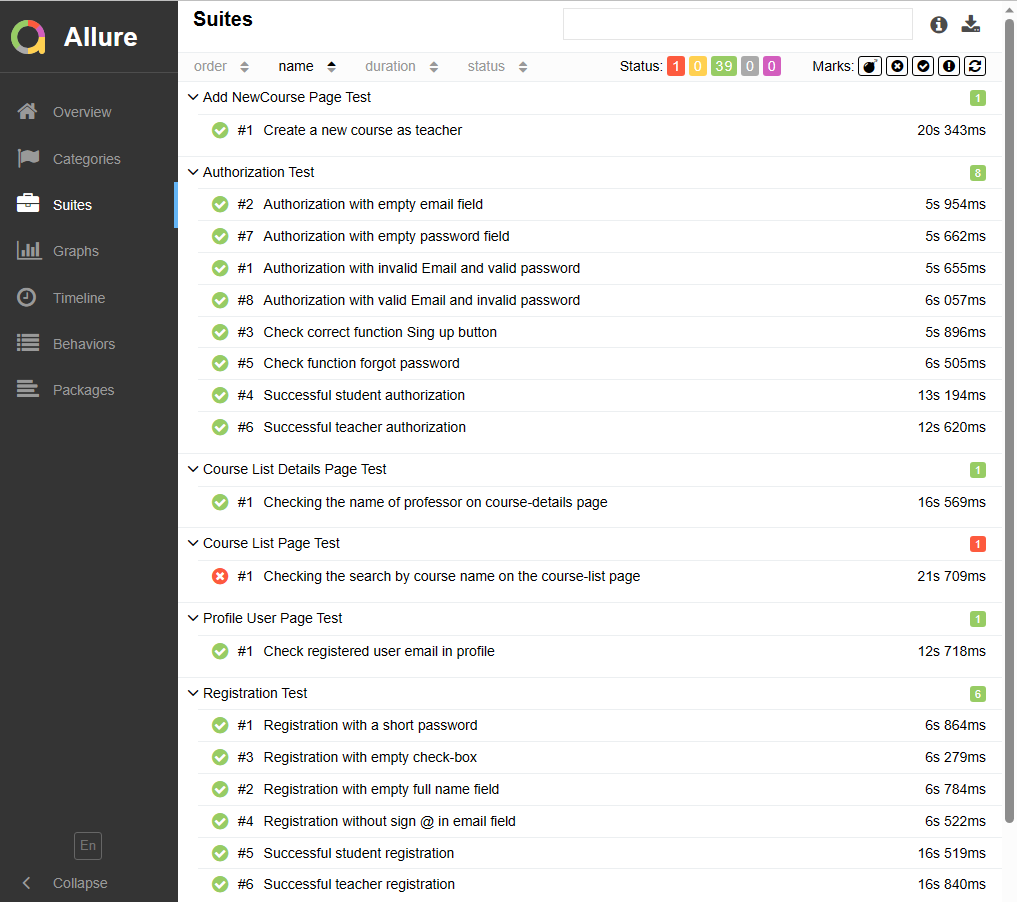 Allure
Overview
Categories
Suites
Graphs
Timeline
Behaviors
Packages
En
Collapse
Suites
order name duration status Status: 1 0 39 0 0 Marks:
Add NewCourse Page Test 1
#1 Create a new course as teacher 20s 343ms
Authorization Test 8
#2 Authorization with empty email field 5s 954ms
#7 Authorization with empty password field 5s 662ms
#1 Authorization with invalid Email and valid password 5s 655ms
#8 Authorization with valid Email and invalid password 6s 057ms
#3 Check correct function Sing up button 5s 896ms
#5 Check function forgot password 6s 505ms
#4 Successful student authorization 13s 194ms
#6 Successful teacher authorization 12s 620ms
Course List Details Page Test 1
#1 Checking the name of professor on course-details page 16s 569ms
Course List Page Test 1
#1 Checking the search by course name on the course-list page 21s 709ms
Profile User Page Test 1
#1 Check registered user email in profile 12s 718ms
Registration Test 6
#1 Registration with a short password 6s 864ms
#3 Registration with empty check-box 6s 279ms
#2 Registration with empty full name field 6s 784ms
#4 Registration without sign @ in email field 6s 522ms
#5 Successful student registration 16s 519ms
#6 Successful teacher registration 16s 840ms